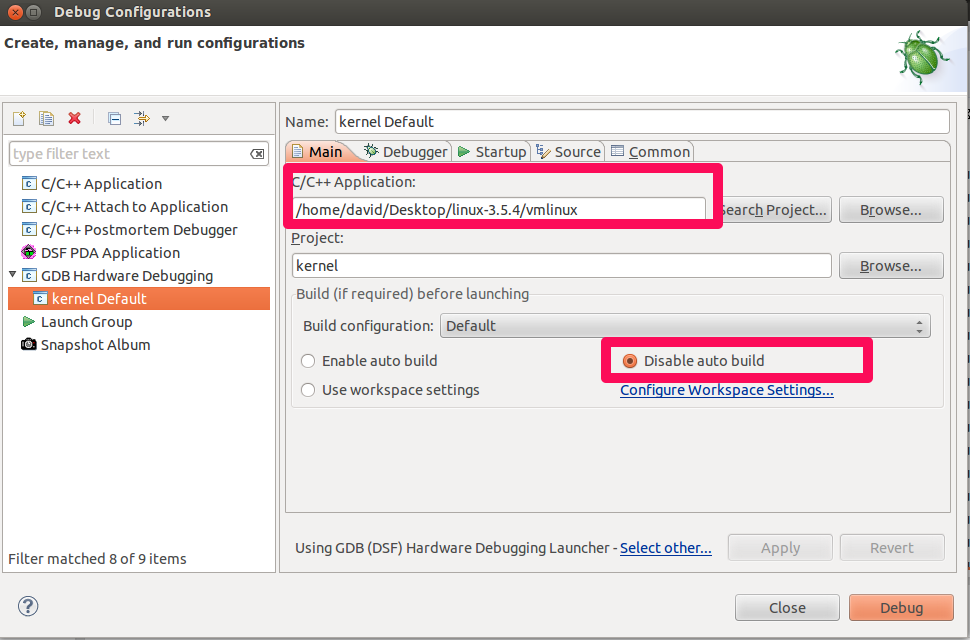 Debug Configurations
Create, manage, and run configurations
type filter text
C/C++ Application
C/C++ Attach to Application
C/C++ Postmortem Debugger
DSF PDA Application
GDB Hardware Debugging
kernel Default
Launch Group
Snapshot Album
Filter matched 8 of 9 items
Name: kernel Default
Main Debugger Startup Source Common
C/C++ Application:
/home/david/Desktop/linux-3.5.4/vmlinux
Search Project... Browse...
Project:
kernel Browse...
Build (if required) before launching
Build configuration: Default
Enable auto build Disable auto build
Use workspace settings Configure Workspace Settings...
Using GDB (DSF) Hardware Debugging Launcher - Select other... Apply Revert
? Close Debug